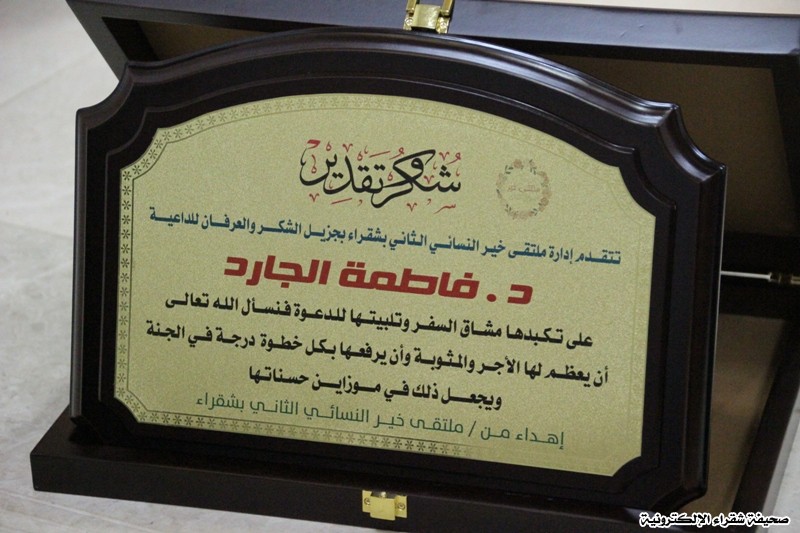 شكر وتقدير
تتقدم إدارة ملتقى خير النسائي الثاني بشقراء بجزيل الشكر والعرفان للداعية
د . فاطمة الجارد
على تكبدها مشاق السفر وتلبيتها للدعوة فنسأل الله تعالى
أن يعظم لها الأجر والمثوبة وأن يرفعها بكل خطوة درجة في الجنة
ويجعل ذلك في موزاين حسناتها
إهداء من / ملتقى خير النسائي الثاني بشقراء
صحيفة شقراء الإلكترونية